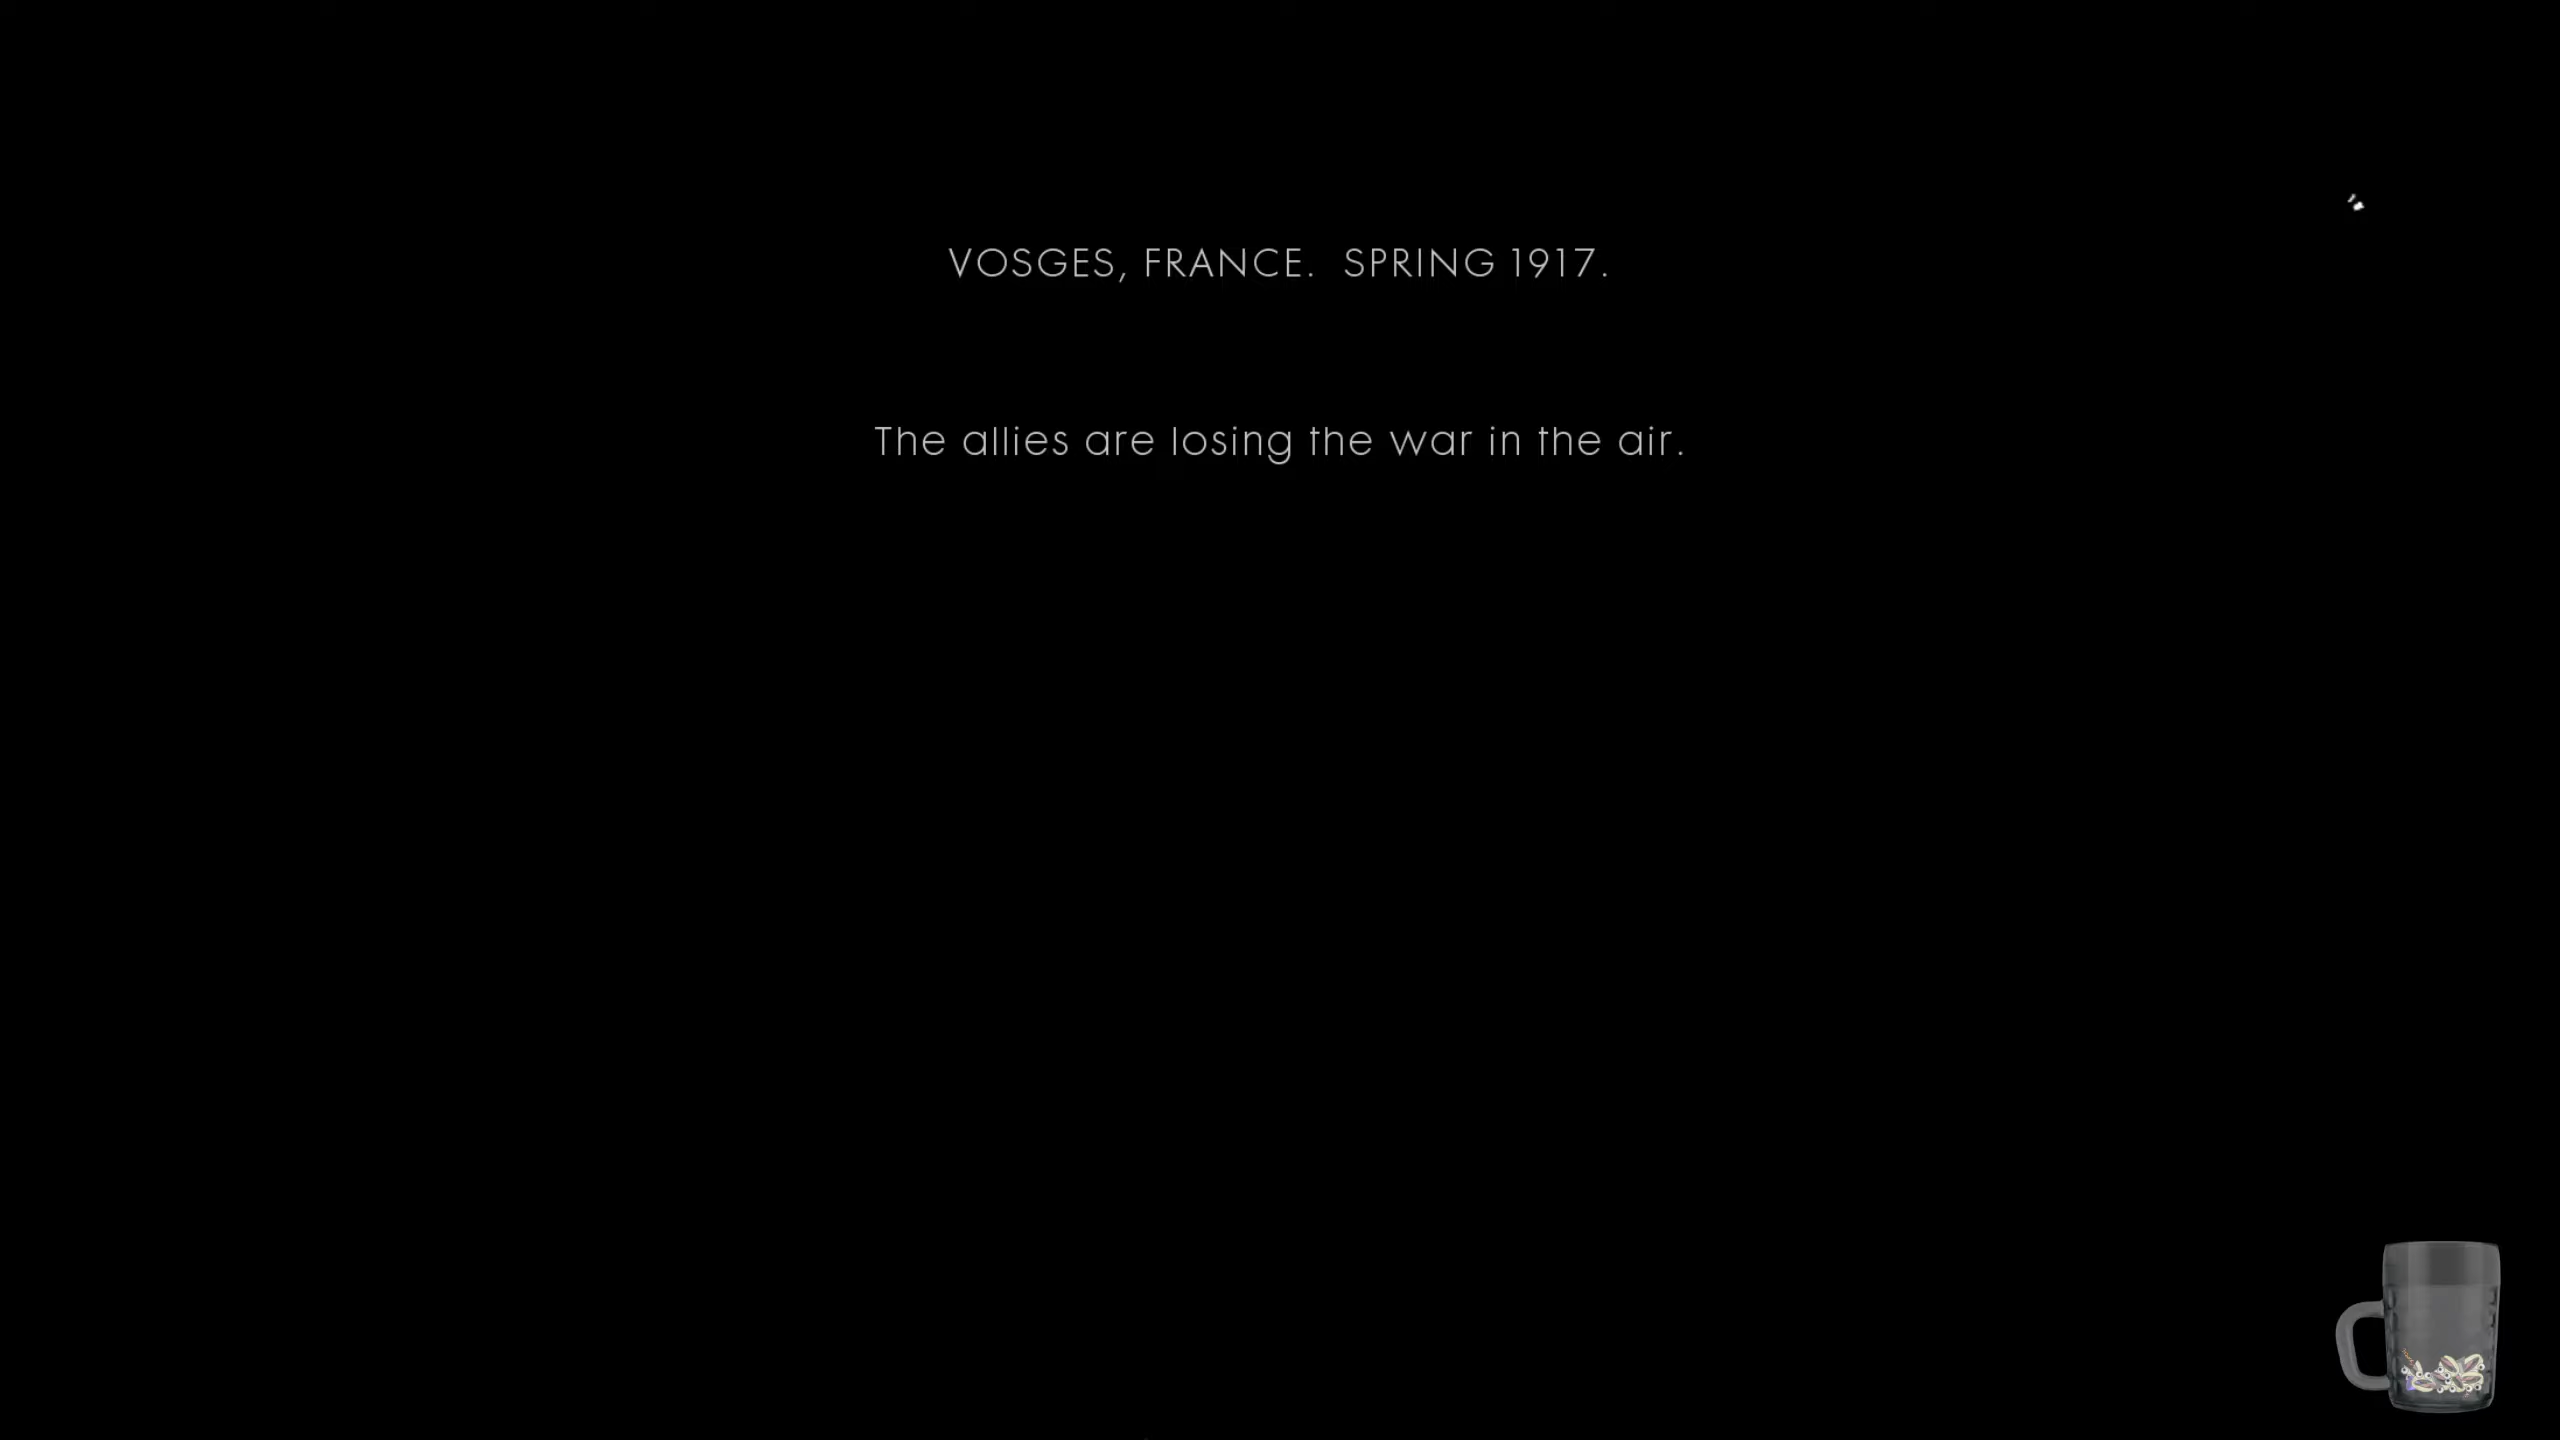 VOSGES, FRANCE.  SPRING 1917.
The allies are losing the war in the air.